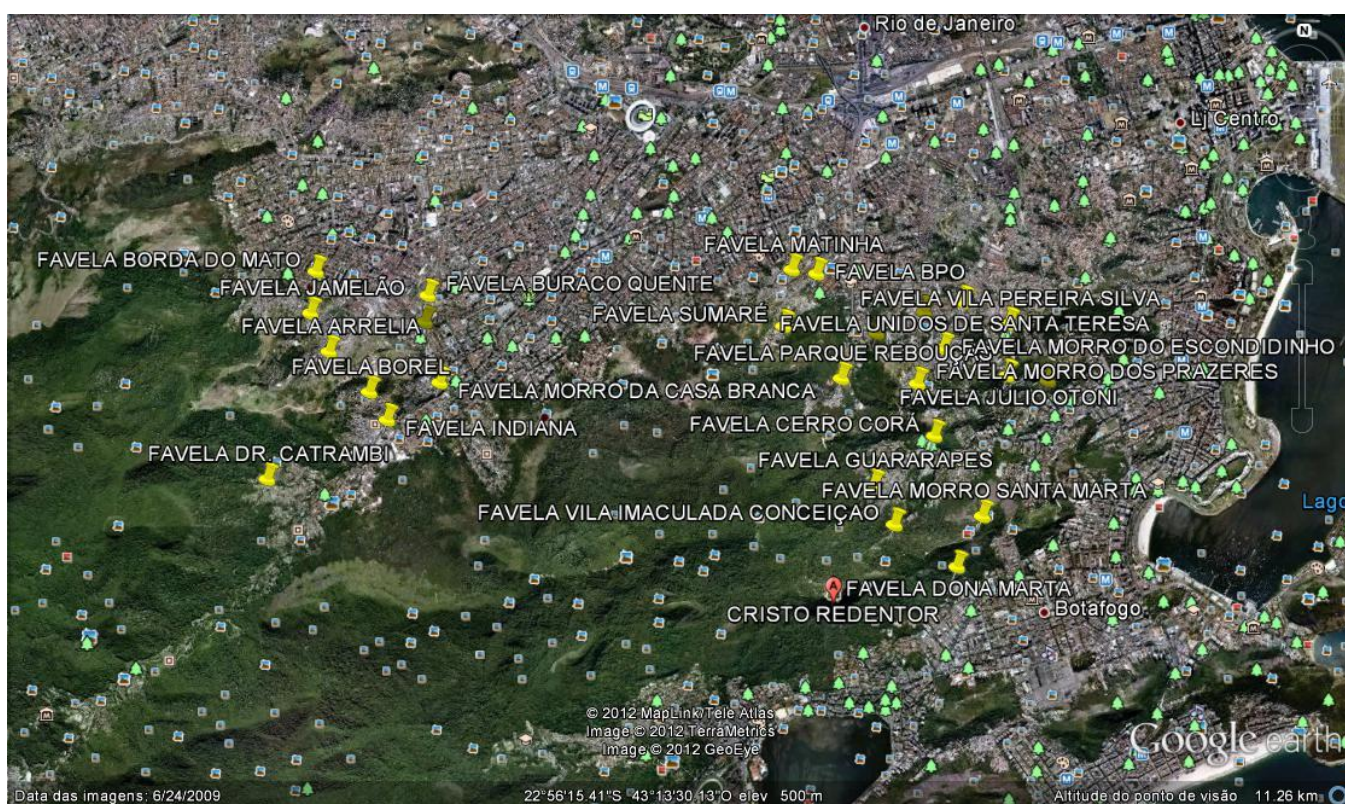 Rio de Janeiro
N
Lj Centro
FAVELA MATINHA
FAVELA BORDA DO MATO
FAVELA BPO
FAVELA JAMELÃO
FAVELA BURACO QUENTE
FAVELA VILA PEREIRA SILVA
FAVELA SUMARÉ
FAVELA ARRELIA
FAVELA UNIDOS DE SANTA TERESA
FAVELA PARQUE REBOUÇAS
FAVELA MORRO DO ESCONDIDINHO
FAVELA BOREL
FAVELA MORRO DOS PRAZERES
FAVELA MORRO DA CASA BRANCA
FAVELA JULIO OTONI
FAVELA INDIANA
FAVELA CERRO CORA
FAVELA DR. CATRAMBI
FAVELA GUARARAPES
FAVELA MORRO SANTA MARTA
Lago
FAVELA VILA IMACULADA CONCEIÇÃO
A
FAVELA DONA MARTA
CRISTO REDENTOR
Botafogo
© 2012 MapLink/Tele Atlas
Image © 2012 TerraMetrics
Image © 2012 GeoEye
Google earth
Data das imagens: 6/24/2009
22°56'15.41"S 43°13'30.13"O elev 500 m
Altitude do ponto de visão 11.26 km